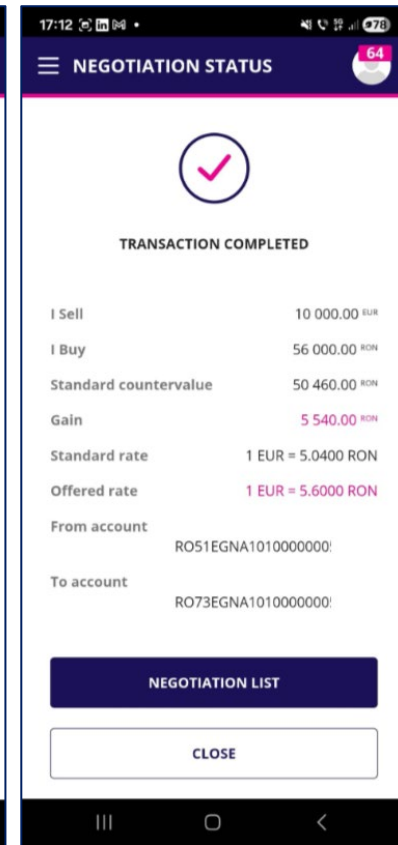 17:12
78
NEGOTIATION STATUS
64
TRANSACTION COMPLETED
I Sell 10 000.00 EUR
I Buy 56 000.00 RON
Standard countervalue 50 460.00 RON
Gain 5 540.00 RON
Standard rate 1 EUR = 5.0400 RON
Offered rate 1 EUR = 5.6000 RON
From account
RO51EGNA1010000000
To account
RO73EGNA1010000000
NEGOTIATION LIST
CLOSE